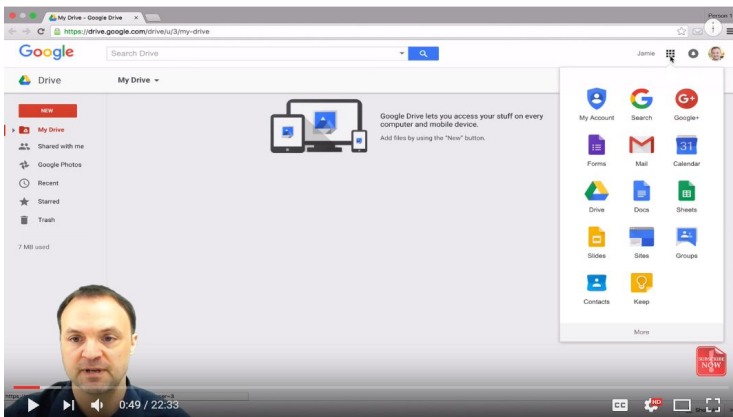 My Drive - Google Drive
Person 1
https://drive.google.com/drive/u/3/my-drive
Google
Search Drive
Jamie
Drive
My Drive
NEW
My Drive
Shared with me
Google Photos
Recent
Starred
Trash
7 MB used
Google Drive lets you access your stuff on every
computer and mobile device.
Add files by using the "New" button.
My Account
Search
G+
Google+
Forms
Mail
31
Calendar
Drive
Docs
Sheets
Slides
Sites
Groups
Contacts
Keep
More
SUBSCRIBE
NOW
0:49 / 22:33
CC
HD